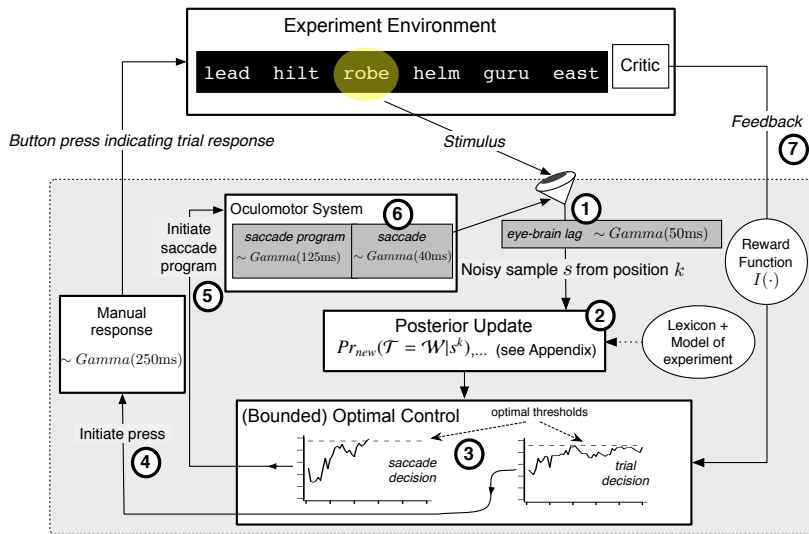 Experiment Environment
lead hilt robe helm guru east
Critic
Button press indicating trial response
Stimulus
Feedback
7
Oculomotor System
6
1
saccade program
∼ Gamma(125ms)
saccade
∼ Gamma(40ms)
eye-brain lag ∼ Gamma(50ms)
Initiate
saccade
program
5
Noisy sample s from position k
Reward
Function
I(·)
Manual
response
∼ Gamma(250ms)
2
Posterior Update
Pr_new(T = W|s^k),... (see Appendix)
Lexicon +
Model of
experiment
(Bounded) Optimal Control
optimal thresholds
Initiate press
4
3
saccade
decision
trial
decision